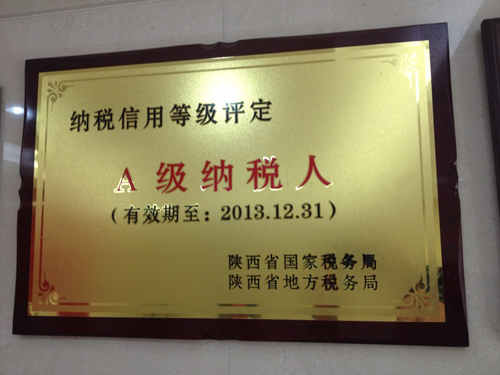 纳税信用等级评定
A级纳税人
(有效期至：2013.12.31)
陕西省国家税务局
陕西省地方税务局